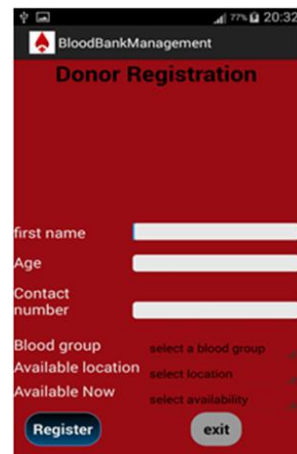 77% 20:32
BloodBankManagement
Donor Registration
first name
Age
Contact
number
Blood group select a blood group
Available location select location
Available Now select availability
Register exit